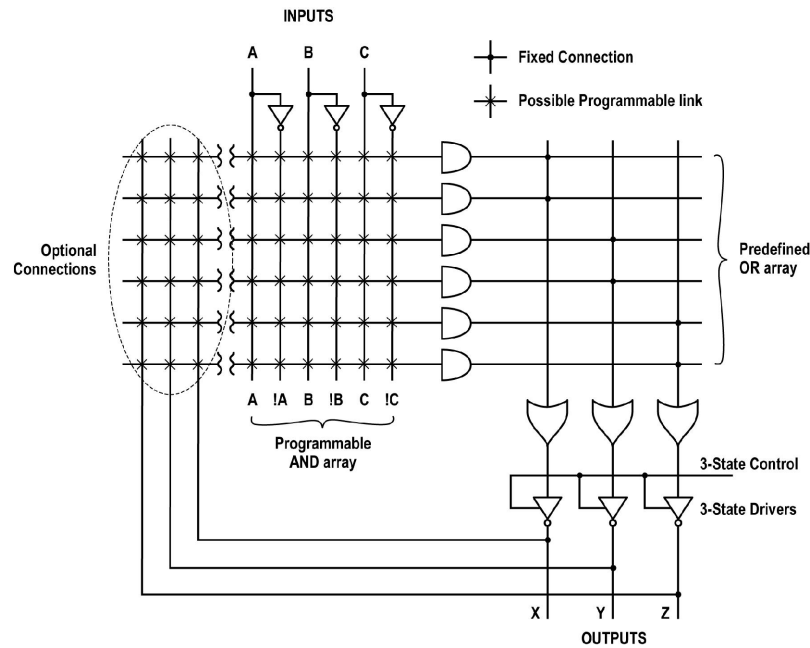 INPUTS
A B C
Fixed Connection
Possible Programmable link
Optional
Connections
Predefined
OR array
A !A B !B C !C
Programmable
AND array
3-State Control
3-State Drivers
X Y Z
OUTPUTS